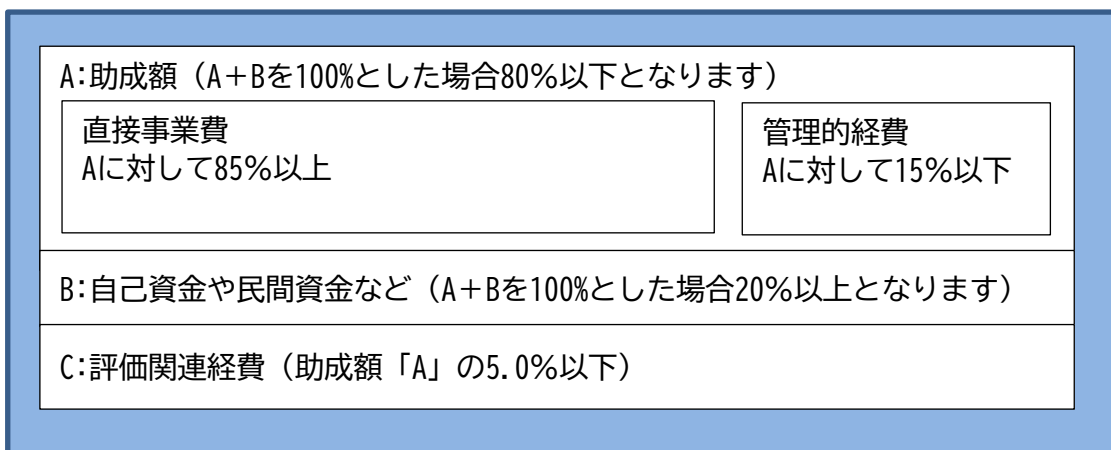 A:助成額（A＋Bを100%とした場合80％以下となります）
直接事業費
Aに対して85％以上
管理的経費
Aに対して15％以下
B:自己資金や民間資金など（A＋Bを100%とした場合20％以上となります）
C:評価関連経費（助成額「A」の5.0％以下）